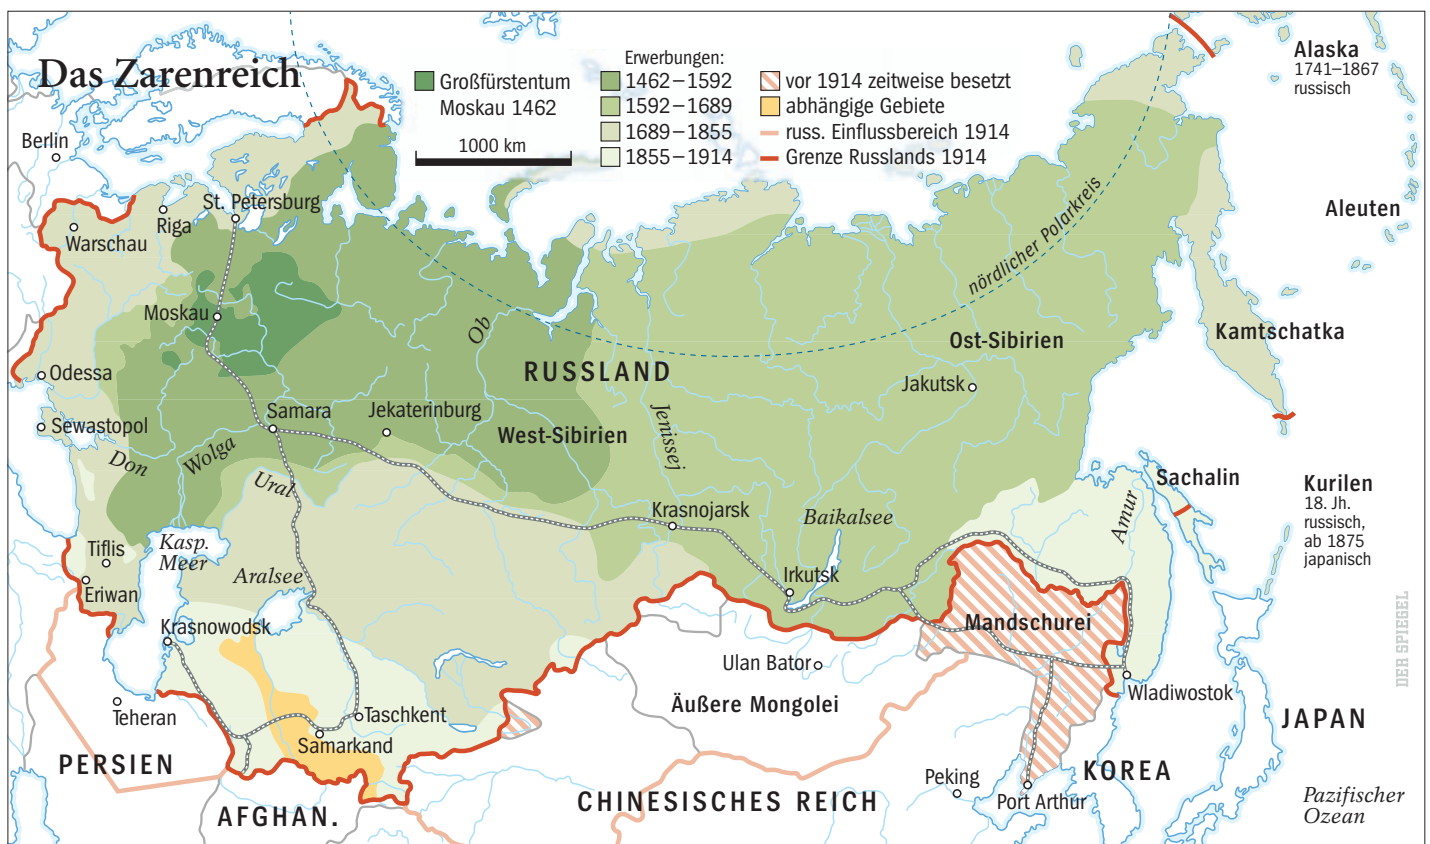 Das Zarenreich
Großfürstentum
Moskau 1462
1000 km
Erwerbungen:
1462–1592
1592–1689
1689–1855
1855–1914
vor 1914 zeitweise besetzt
abhängige Gebiete
russ. Einflussbereich 1914
Grenze Russlands 1914
Alaska
1741–1867
russisch
Berlin
St. Petersburg
Riga
Warschau
Aleuten
nördlicher Polarkreis
Moskau
Ob
Kamtschatka
Ost-Sibirien
RUSSLAND
Odessa
Jakutsk
Samara
Jekaterinburg
Sewastopol
West-Sibirien
Jenissej
Don
Wolga
Ural
Sachalin
Kurilen
18. Jh.
russisch,
ab 1875
japanisch
Krasnojarsk
Baikalsee
Amur
Tiflis
Kasp.
Meer
Aralsee
Eriwan
Irkutsk
Krasnowodsk
Mandschurei
Ulan Bator
Äußere Mongolei
Wladiwostok
Teheran
Taschkent
Samarkand
JAPAN
PERSIEN
Peking
KOREA
Port Arthur
CHINESISCHES REICH
AFGHAN.
Pazifischer
Ozean
DER SPIEGEL